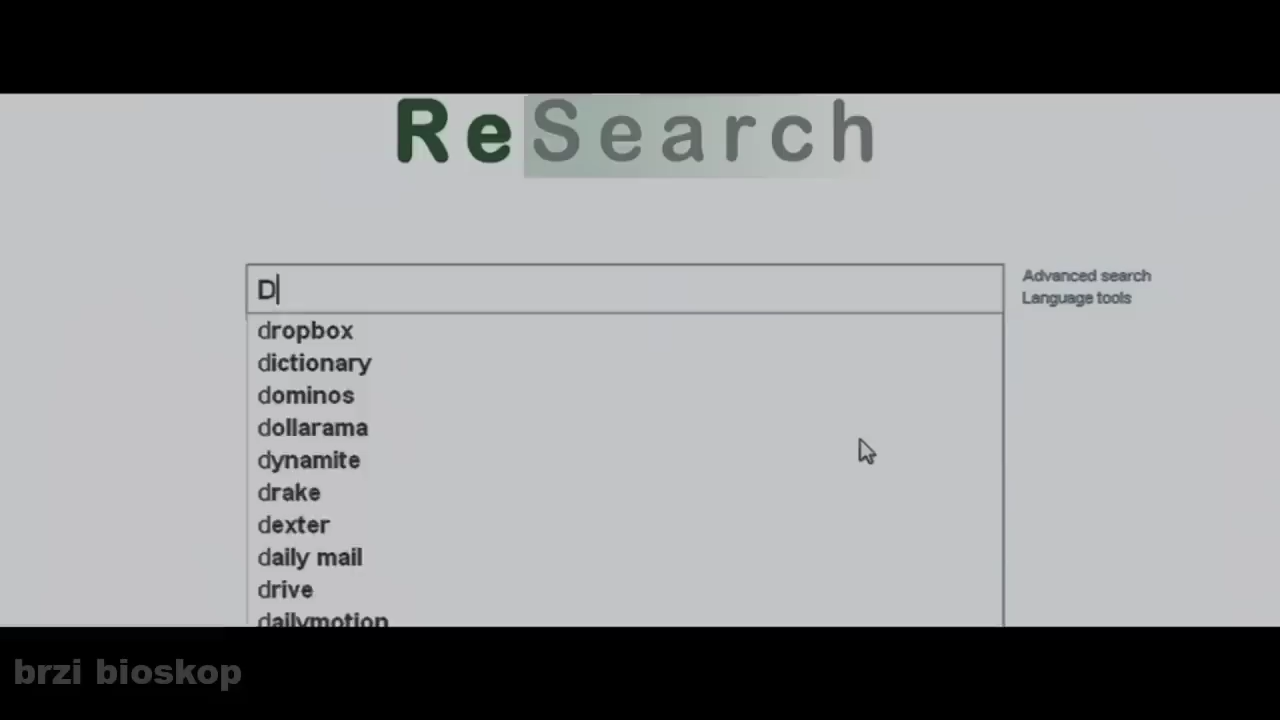 ReSearch
D
Advanced search
Language tools
dropbox
dictionary
dominos
dollarama
dynamite
drake
dexter
daily mail
drive
dailymotion
brzi bioskop